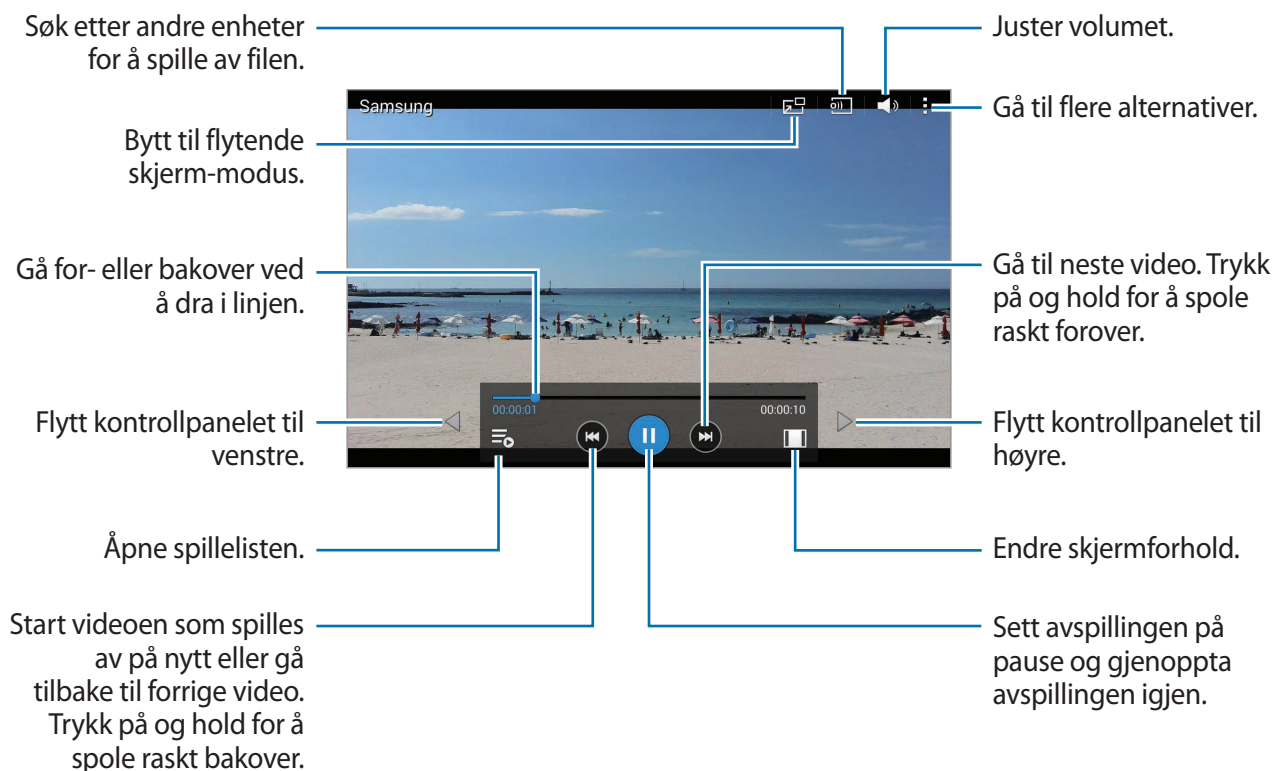 Søk etter andre enheter
for å spille av filen.
Bytt til flytende
skjerm-modus.
Gå for- eller bakover ved
å dra i linjen.
Flytt kontrollpanelet til
venstre.
Åpne spillelisten.
Start videoen som spilles
av på nytt eller gå
tilbake til forrige video.
Trykk på og hold for å
spole raskt bakover.
Samsung
00:00:01
00:00:10
Juster volumet.
Gå til flere alternativer.
Gå til neste video. Trykk
på og hold for å spole
raskt forover.
Flytt kontrollpanelet til
høyre.
Endre skjermforhold.
Sett avspillingen på
pause og gjenoppta
avspillingen igjen.